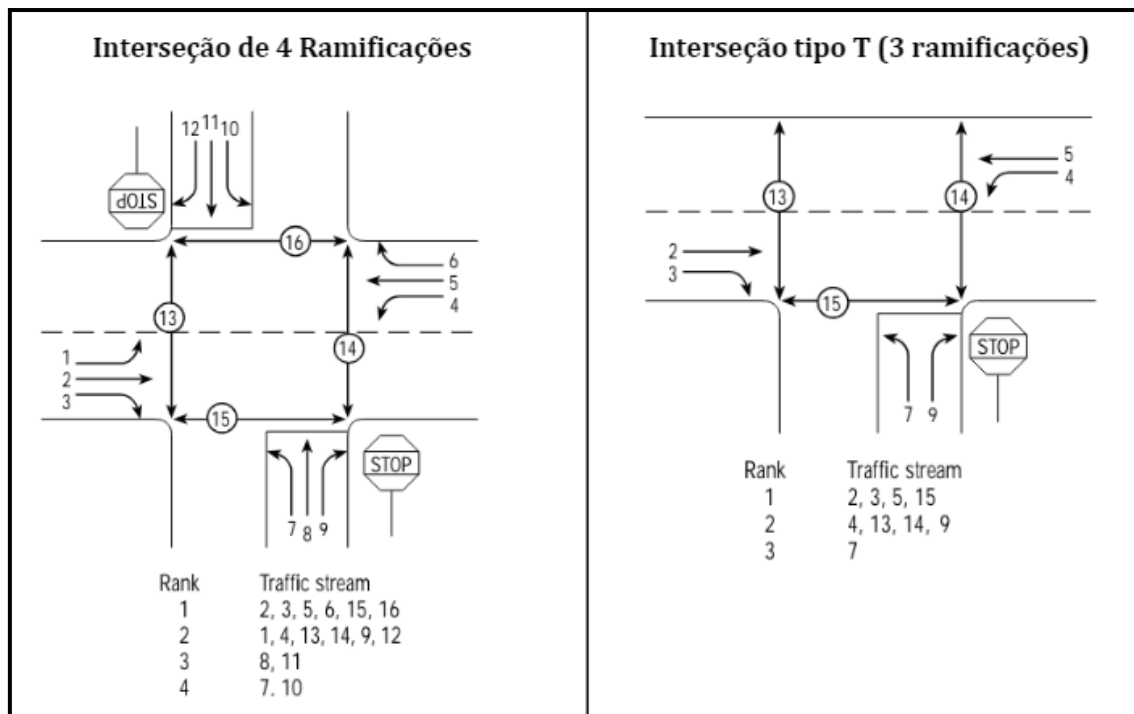 Interseção de 4 Ramificações
12 11 10
STOP
16
6
5
4
13
14
1
2
3
15
STOP
7 8 9
Rank Traffic stream
1 2, 3, 5, 6, 15, 16
2 1, 4, 13, 14, 9, 12
3 8, 11
4 7. 10
Interseção tipo T (3 ramificações)
5
4
13
14
2
3
15
STOP
7 9
Rank Traffic stream
1 2, 3, 5, 15
2 4, 13, 14, 9
3 7